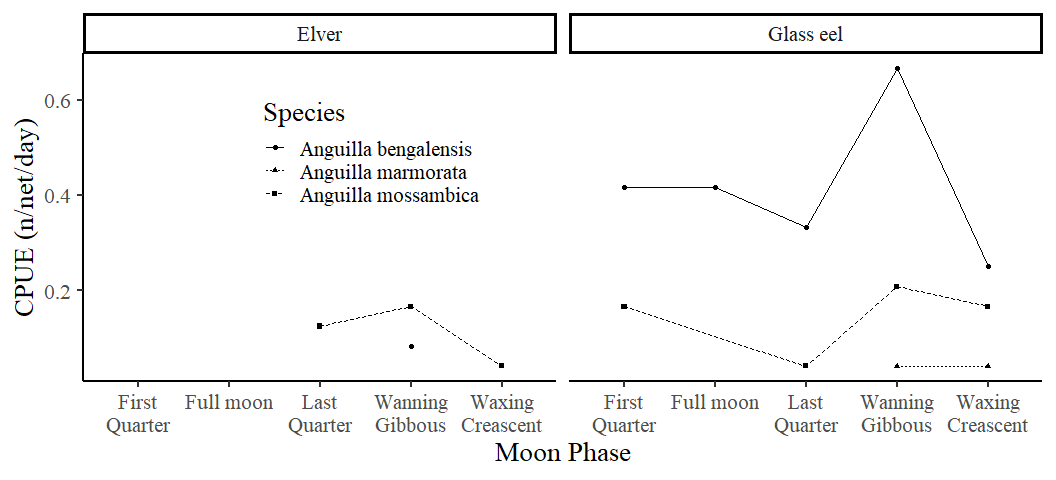 Elver
Glass eel
CPUE (n/net/day)
0.6
0.4
0.2
Species
Anguilla bengalensis
Anguilla marmorata
Anguilla mossambica
First
Quarter
Full moon
Last
Quarter
Wanning
Gibbous
Waxing
Creascent
First
Quarter
Full moon
Last
Quarter
Wanning
Gibbous
Waxing
Creascent
Moon Phase